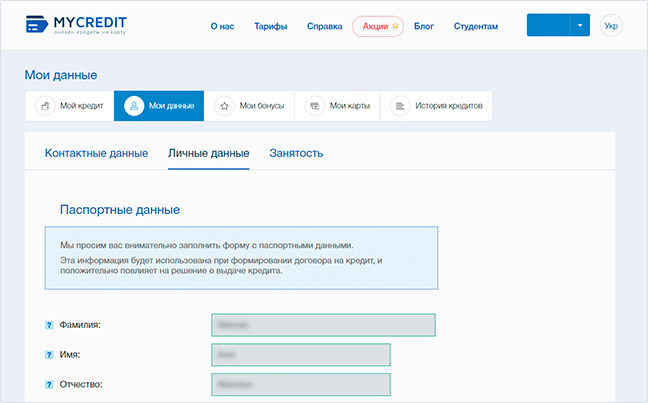 MYCREDIT
онлайн кредиты на карту
О нас Тарифы Справка Акции Блог Студентам Укр
Мои данные
Мой кредит Мои данные Мои бонусы Мои карты История кредитов
Контактные данные Личные данные Занятость
Паспортные данные
Мы просим вас внимательно заполнить форму с паспортными данными.
Эта информация будет использована при формировании договора на кредит, и
положительно повлияет на решение о выдаче кредита.
? Фамилия:
? Имя:
? Отчество: